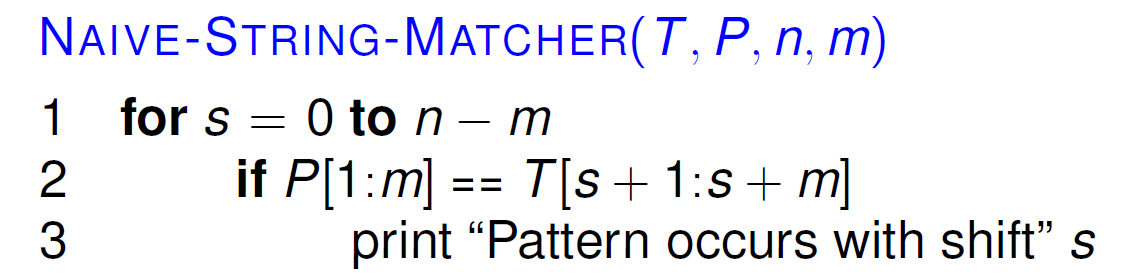 NAIVE-STRING-MATCHER(T, P, n, m)
1 for s = 0 to n − m
2 if P[1:m] == T[s + 1:s + m]
3 print “Pattern occurs with shift” s